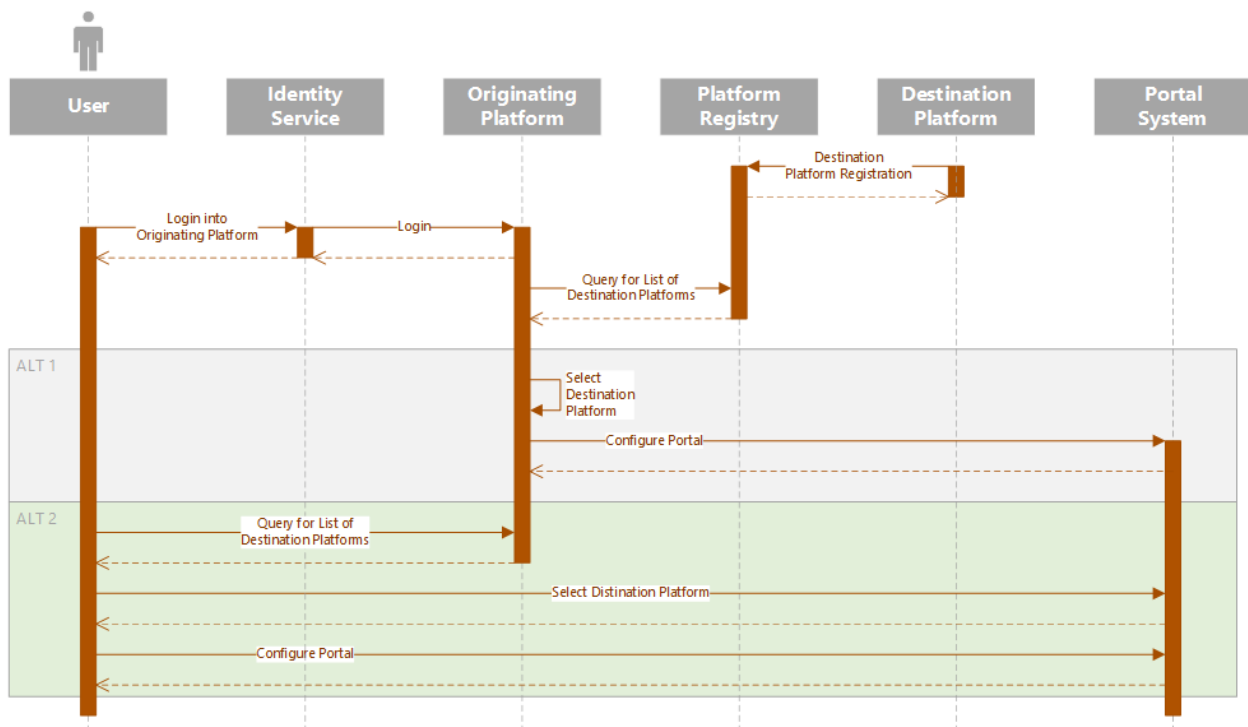 User
Identity
Service
Originating
Platform
Platform
Registry
Destination
Platform
Portal
System
Destination
Platform Registration
Login into
Originating Platform
Login
Query for List of
Destination Platforms
ALT 1
Select
Destination
Platform
Configure Portal
ALT 2
Query for List of
Destination Platforms
Select Distination Platform
Configure Portal